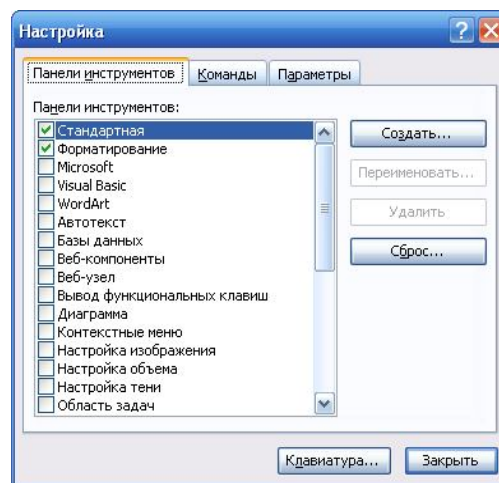 Настройка
Панели инструментов
Команды
Параметры
Панели инструментов:
Стандартная
Форматирование
Microsoft
Visual Basic
WordArt
Автотекст
Базы данных
Веб-компоненты
Веб-узел
Вывод функциональных клавиш
Диаграмма
Контекстные меню
Настройка изображения
Настройка объема
Настройка тени
Область задач
Создать...
Переименовать...
Удалить
Сброс...
Клавиатура...
Закрыть